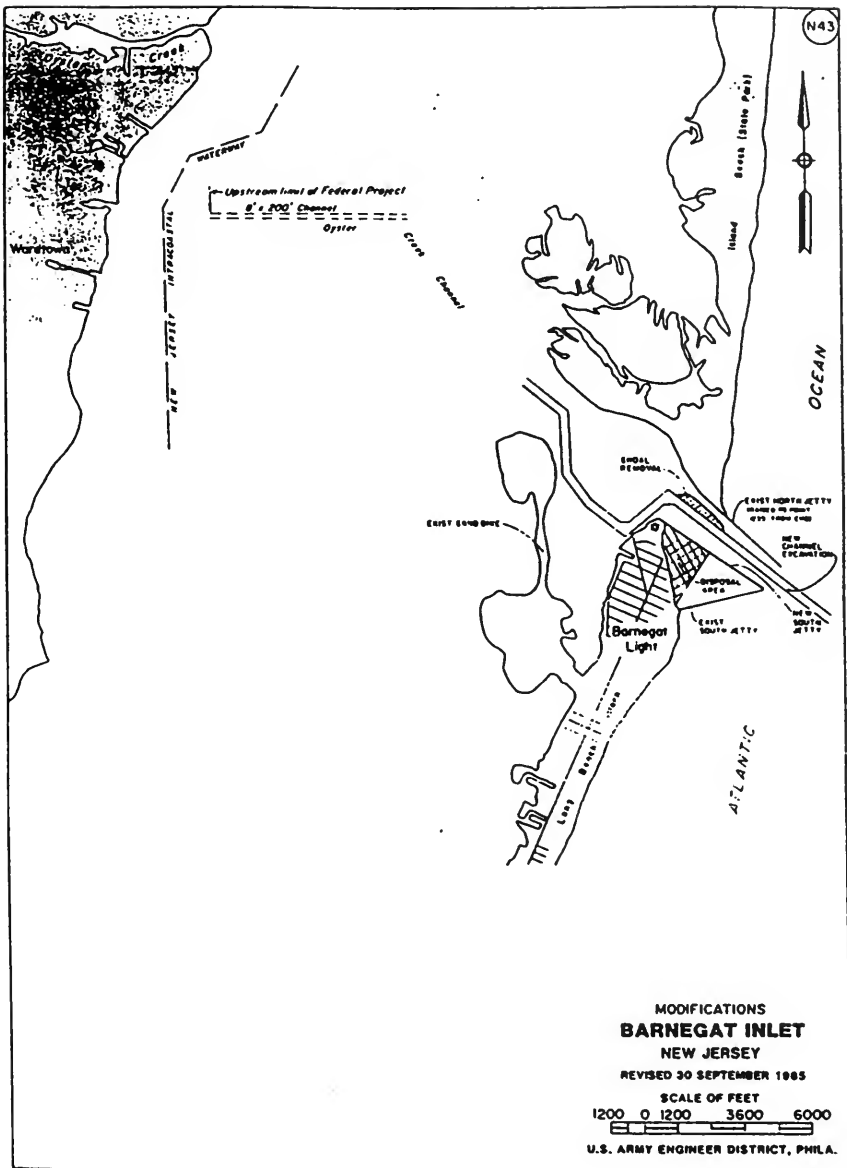 N43
Oyster Creek
WATERWAY
Upstream limit of Federal Project
8' x 200' Channel
Oyster
Creek
Channel
Waretown
NEW JERSEY INTRACOASTAL
Island Beach (State Park)
OCEAN
SHOAL
REMOVAL
EXIST NORTH JETTY
EXIST SAND DIKE
NEW
CHANNEL
EXCAVATION
DISPOSAL
AREA
EXIST
SOUTH JETTY
NEW
SOUTH
JETTY
Barnegat
Light
Long Beach
ATLANTIC
MODIFICATIONS
BARNEGAT INLET
NEW JERSEY
REVISED 30 SEPTEMBER 1985
SCALE OF FEET
1200 0 1200 3600 6000
U.S. ARMY ENGINEER DISTRICT, PHILA.